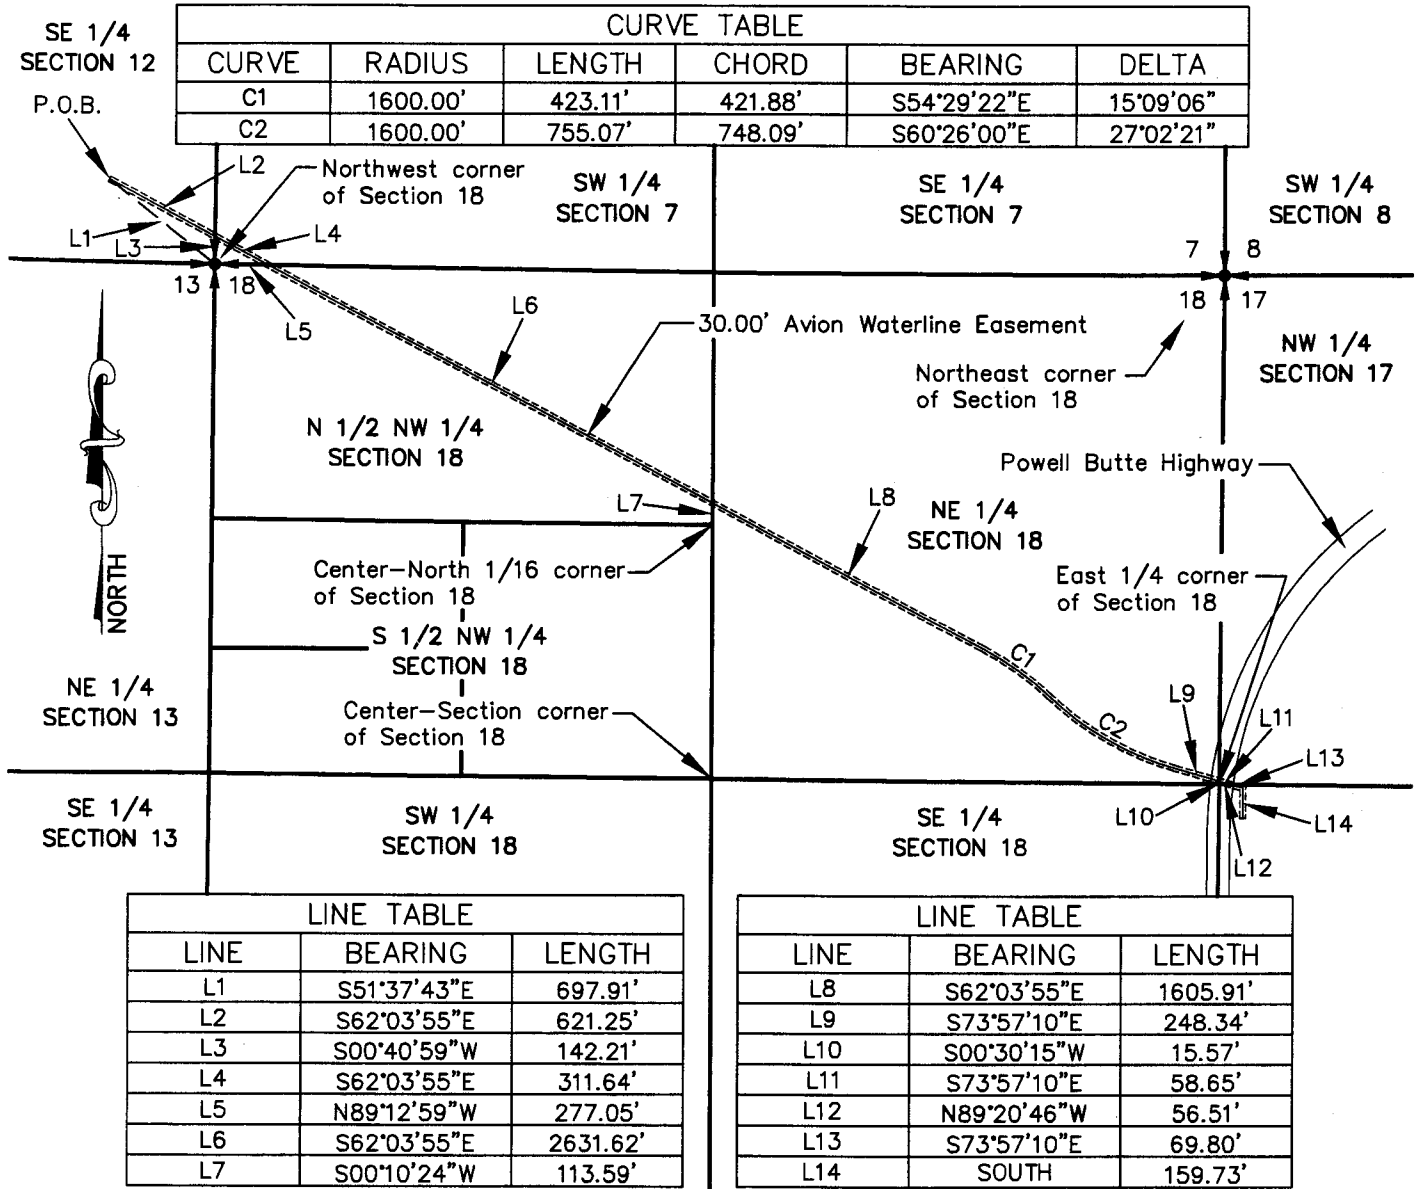 SE 1/4
SECTION 12
P.O.B.
CURVE TABLE
CURVE RADIUS LENGTH CHORD BEARING DELTA
C1 1600.00' 423.11' 421.88' S54°29'22"E 15°09'06"
C2 1600.00' 755.07' 748.09' S60°26'00"E 27°02'21"
L2
Northwest corner
of Section 18
SW 1/4
SECTION 7
SE 1/4
SECTION 7
SW 1/4
SECTION 8
L1
L3
L4
7 8
13 18
18 17
L5
L6
30.00' Avion Waterline Easement
Northeast corner
of Section 18
NW 1/4
SECTION 17
N 1/2 NW 1/4
SECTION 18
Powell Butte Highway
L7
L8
NE 1/4
SECTION 18
NORTH
Center-North 1/16 corner
of Section 18
East 1/4 corner
of Section 18
S 1/2 NW 1/4
SECTION 18
C1
NE 1/4
SECTION 13
Center-Section corner
of Section 18
C2
L9
L11
L13
SE 1/4
SECTION 13
SW 1/4
SECTION 18
SE 1/4
SECTION 18
L10
L14
L12
LINE TABLE
LINE BEARING LENGTH
L1 S51°37'43"E 697.91'
L2 S62°03'55"E 621.25'
L3 S00°40'59"W 142.21'
L4 S62°03'55"E 311.64'
L5 N89°12'59"W 277.05'
L6 S62°03'55"E 2631.62'
L7 S00°10'24"W 113.59'
LINE TABLE
LINE BEARING LENGTH
L8 S62°03'55"E 1605.91'
L9 S73°57'10"E 248.34'
L10 S00°30'15"W 15.57'
L11 S73°57'10"E 58.65'
L12 N89°20'46"W 56.51'
L13 S73°57'10"E 69.80'
L14 SOUTH 159.73'